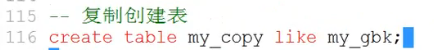 115 -- 复制创建表
116 create table my_copy like my_gbk;